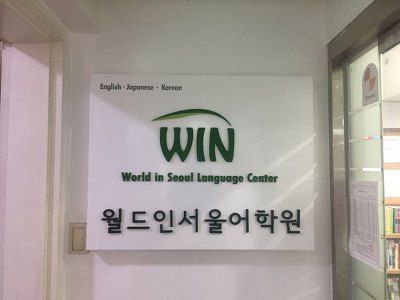 English · Japanese · Korean
WIN
World in Seoul Language Center
월드인서울어학원